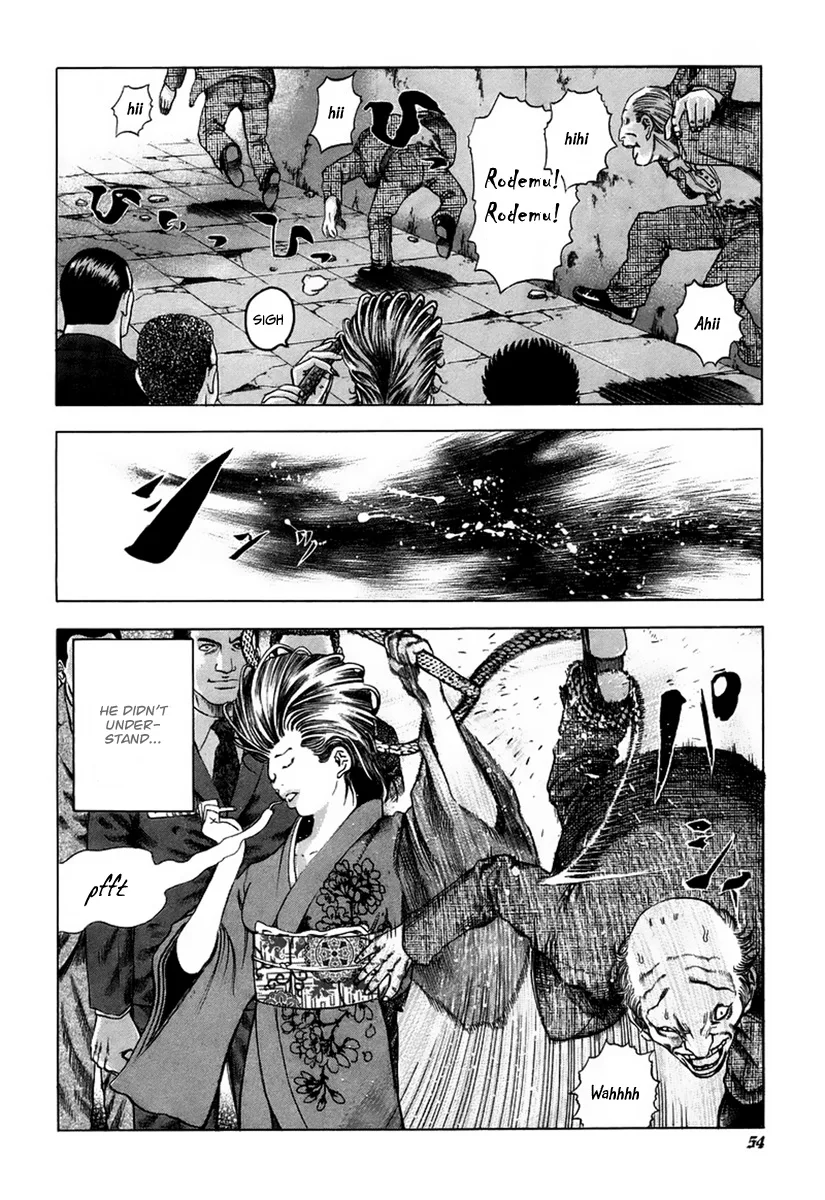 hihi
Rodemu!
Rodemu!
Ahii
hii
hii
SIGH
HE DIDN'T
UNDER-
STAND...
pfft
Wahhhh
54